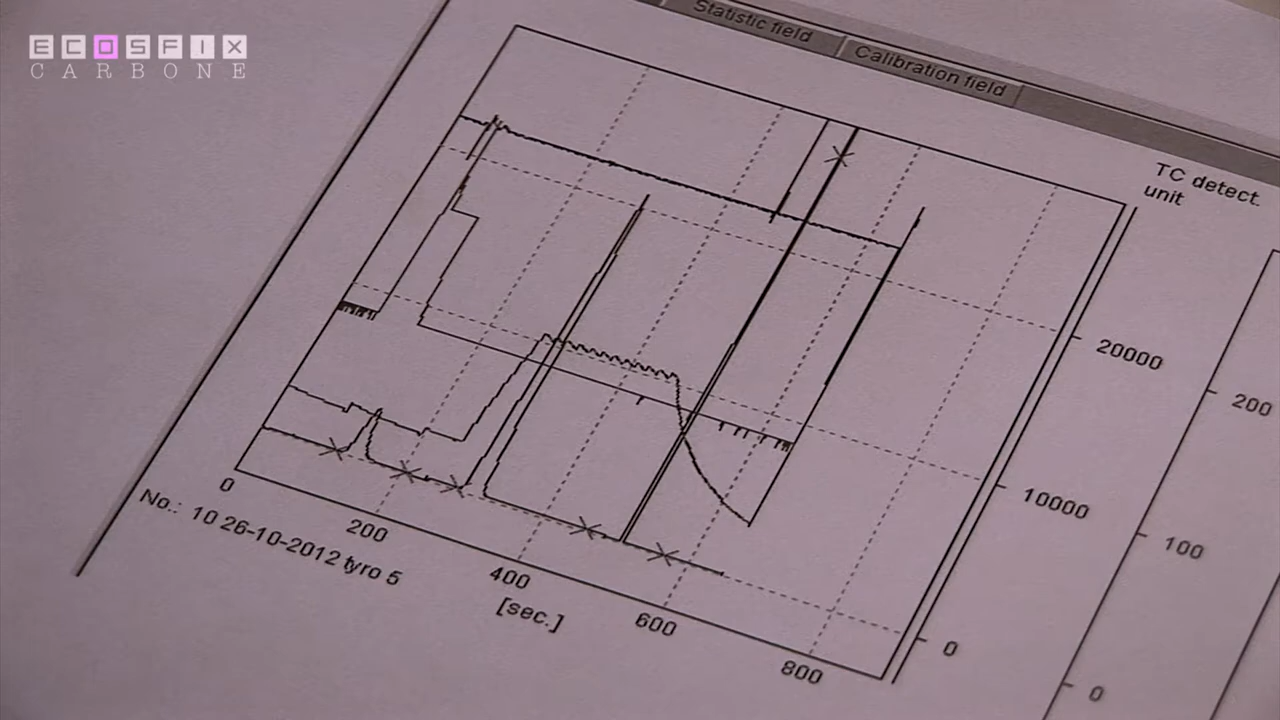 ECOSFIX
CARBONE
Statistic field
Calibration field
TC detect.
unit
20000
200
10000
100
0
0
0
200
400
600
800
[sec.]
No.: 10 26-10-2012 tyro 5